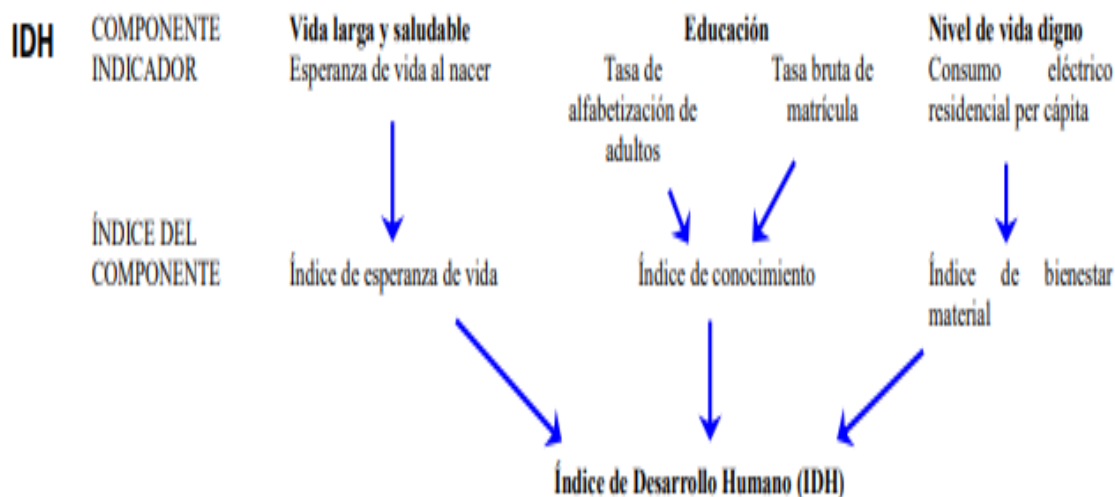 IDH
COMPONENTE
INDICADOR
Vida larga y saludable
Esperanza de vida al nacer
Educación
Tasa de
alfabetización de
adultos
Tasa bruta de
matrícula
Nivel de vida digno
Consumo eléctrico
residencial per cápita
ÍNDICE DEL
COMPONENTE
Índice de esperanza de vida
Índice de conocimiento
Índice de bienestar
material
Índice de Desarrollo Humano (IDH)